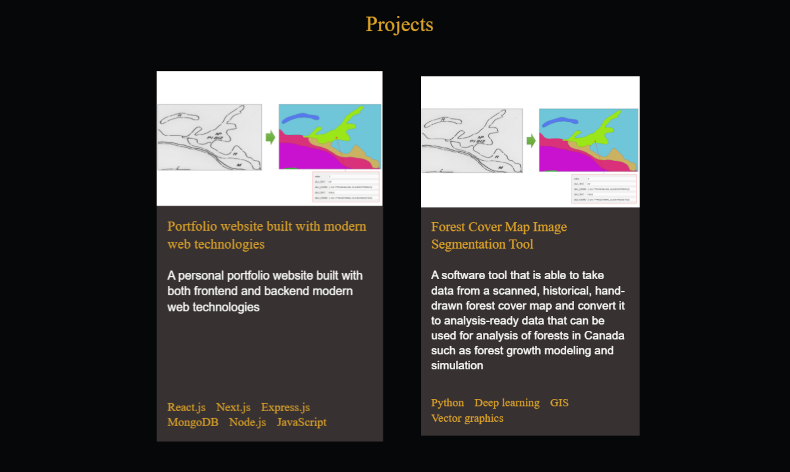 Projects
Portfolio website built with modern
web technologies
A personal portfolio website built with
both frontend and backend modern
web technologies
React.js Next.js Express.js
MongoDB Node.js JavaScript
Forest Cover Map Image
Segmentation Tool
A software tool that is able to take
data from a scanned, historical, hand-
drawn forest cover map and convert it
to analysis-ready data that can be
used for analysis of forests in Canada
such as forest growth modeling and
simulation
Python Deep learning GIS
Vector graphics